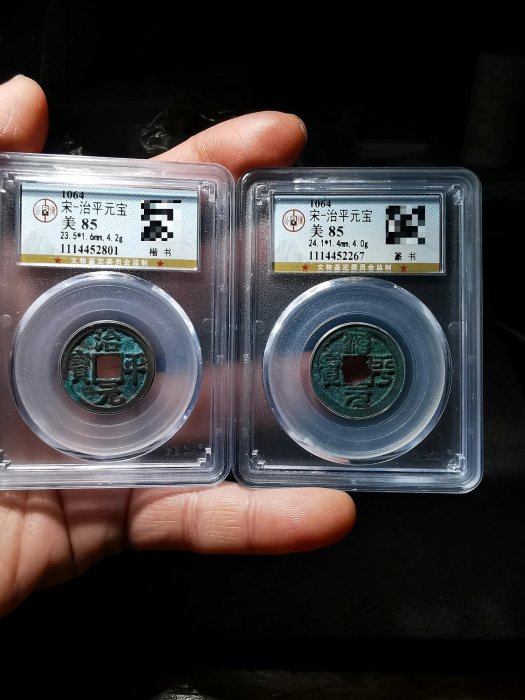 1064
宋-治平元宝
美 85
23.5*1.6mm, 4.2g
1114452801
楷 书
★ 文物鉴定委员会监制 ★
治平元寶
1064
宋-治平元宝
美 85
24.1*1.4mm, 4.0g
1114452267
篆 书
★ 文物鉴定委员会监制 ★
治平元寶